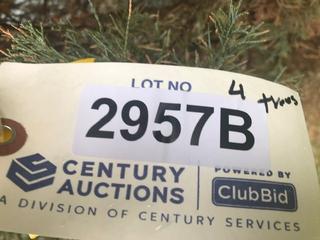 LOT NO
4 trees
2957B
CENTURY
AUCTIONS
POWERED BY
ClubBid
A DIVISION OF CENTURY SERVICES